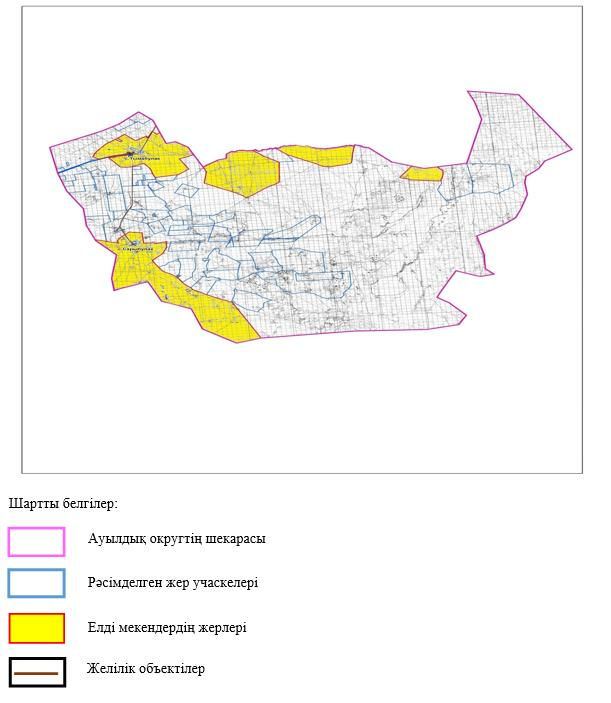 Шартты белгілер:
Ауылдық округтің шекарасы
Рәсімделген жер учаскелері
Елді мекендердің жерлері
Желілік объектілер